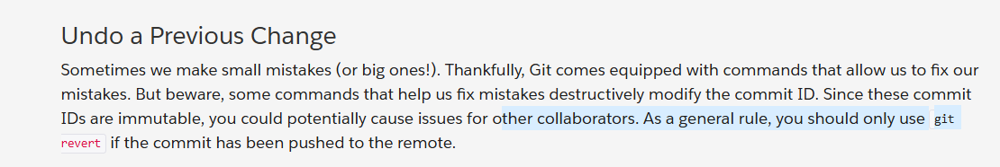 Undo a Previous Change
Sometimes we make small mistakes (or big ones!). Thankfully, Git comes equipped with commands that allow us to fix our
mistakes. But beware, some commands that help us fix mistakes destructively modify the commit ID. Since these commit
IDs are immutable, you could potentially cause issues for other collaborators. As a general rule, you should only use git
revert if the commit has been pushed to the remote.